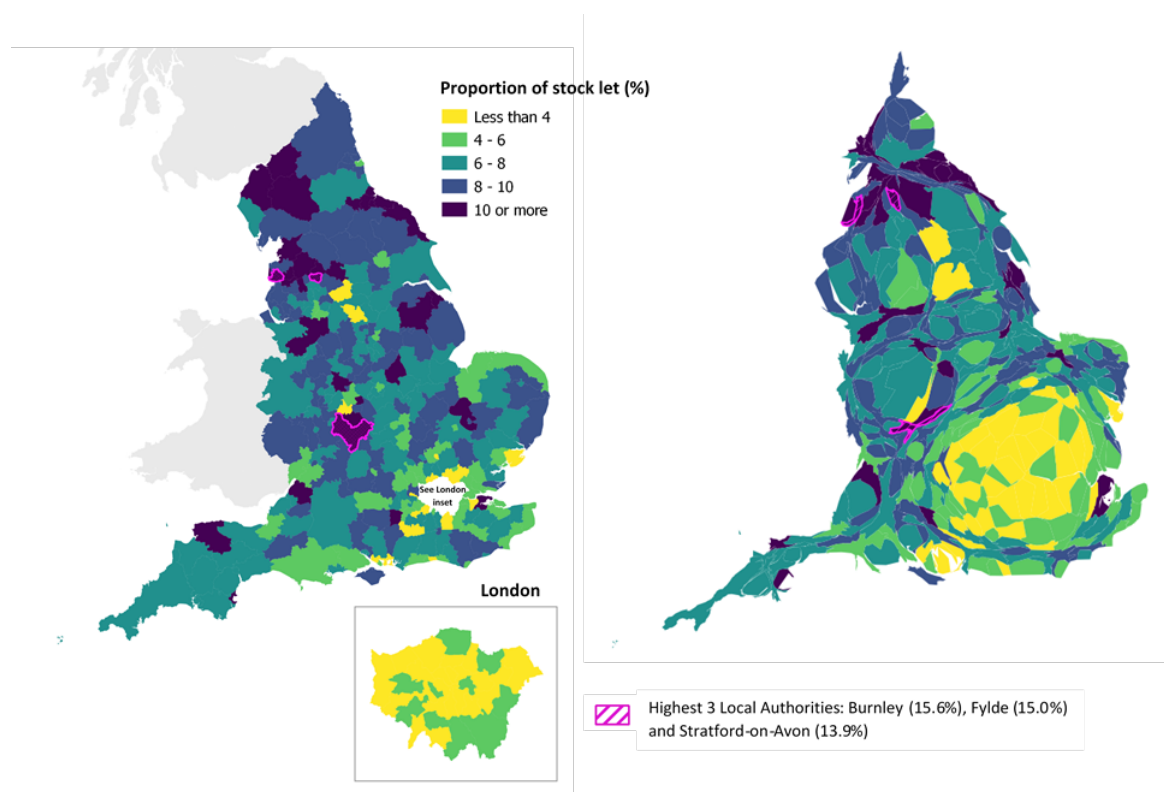 Proportion of stock let (%)
Less than 4
4 - 6
6 - 8
8 - 10
10 or more
See London
inset
London
Highest 3 Local Authorities: Burnley (15.6%), Fylde (15.0%)
and Stratford-on-Avon (13.9%)